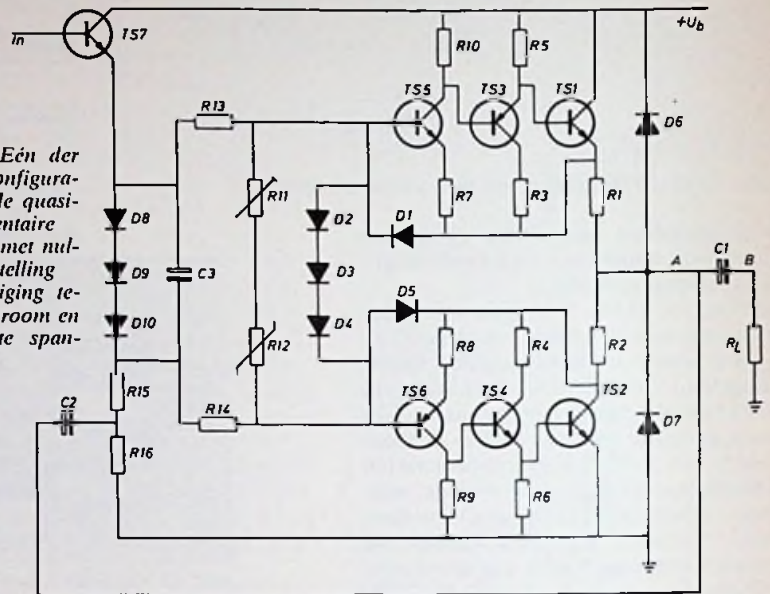 In
TS7
+Ub
R10
R5
TS5
TS3
TS1
D6
R13
Eén der
onfigura-
le quasi-
entaire
met nul-
telling
iging te-
room en
te span-
R11
D2
R7
R3
R1
D1
D8
D9
C3
D3
A
C1
B
D10
D4
D5
R12
R8
R4
R2
RL
R15
C2
R14
TS6
TS4
TS2
D7
R16
R9
R6